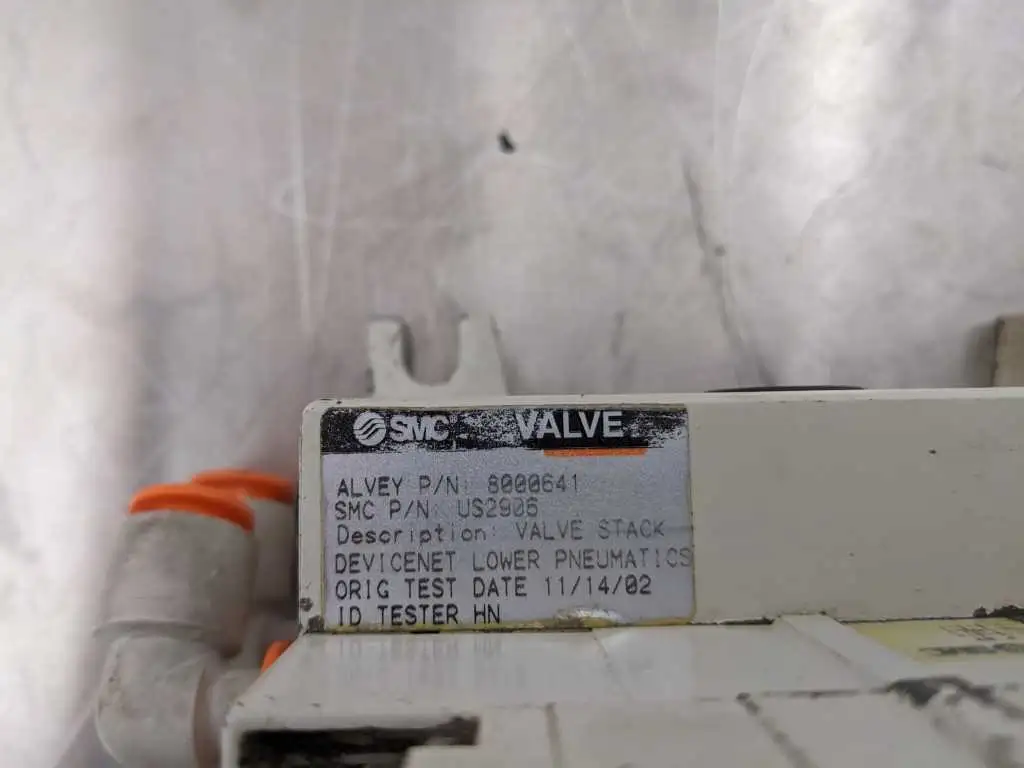 SMC VALVE
ALVEY P/N: 8000641
SMC P/N: US2906
Description: VALVE STACK
DEVICENET LOWER PNEUMATICS
ORIG TEST DATE 11/14/02
ID TESTER HN